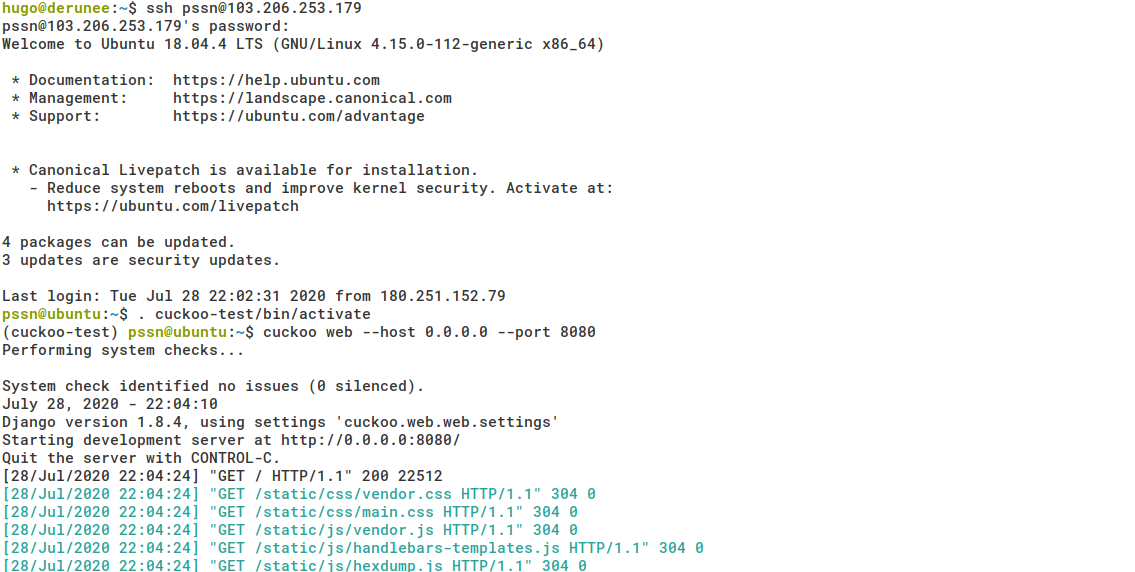 hugo@derunee:~$ ssh pssn@103.206.253.179
pssn@103.206.253.179's password:
Welcome to Ubuntu 18.04.4 LTS (GNU/Linux 4.15.0-112-generic x86_64)
* Documentation:  https://help.ubuntu.com
* Management:     https://landscape.canonical.com
* Support:        https://ubuntu.com/advantage
* Canonical Livepatch is available for installation.
- Reduce system reboots and improve kernel security. Activate at:
https://ubuntu.com/livepatch
4 packages can be updated.
3 updates are security updates.
Last login: Tue Jul 28 22:02:31 2020 from 180.251.152.79
pssn@ubuntu:~$ . cuckoo-test/bin/activate
(cuckoo-test) pssn@ubuntu:~$ cuckoo web --host 0.0.0.0 --port 8080
Performing system checks...
System check identified no issues (0 silenced).
July 28, 2020 - 22:04:10
Django version 1.8.4, using settings 'cuckoo.web.web.settings'
Starting development server at http://0.0.0.0:8080/
Quit the server with CONTROL-C.
[28/Jul/2020 22:04:24] "GET / HTTP/1.1" 200 22512
[28/Jul/2020 22:04:24] "GET /static/css/vendor.css HTTP/1.1" 304 0
[28/Jul/2020 22:04:24] "GET /static/css/main.css HTTP/1.1" 304 0
[28/Jul/2020 22:04:24] "GET /static/js/vendor.js HTTP/1.1" 304 0
[28/Jul/2020 22:04:24] "GET /static/js/handlebars-templates.js HTTP/1.1" 304 0
[28/Jul/2020 22:04:24] "GET /static/js/hexdump.js HTTP/1.1" 304 0